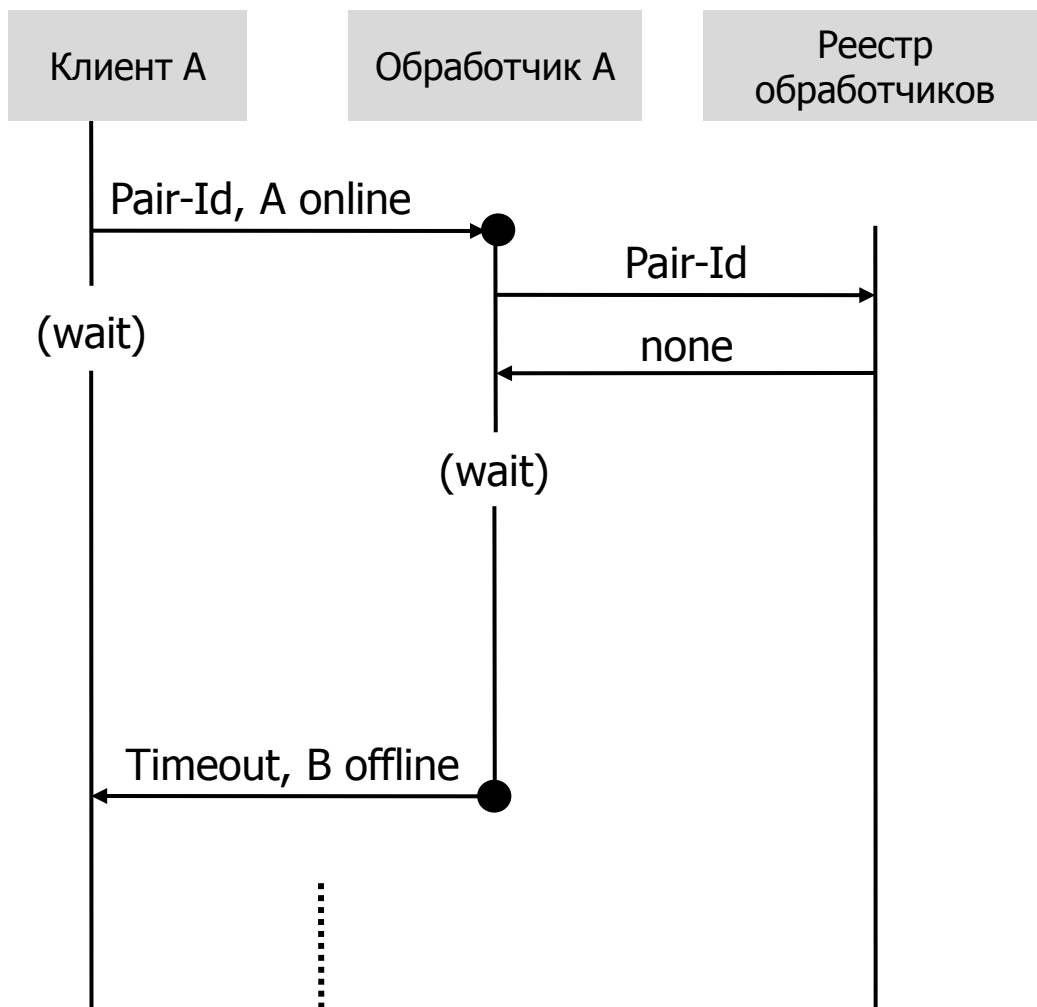 Клиент А
Обработчик А
Реестр
обработчиков
Pair-Id, A online
Pair-Id
(wait)
none
(wait)
Timeout, B offline